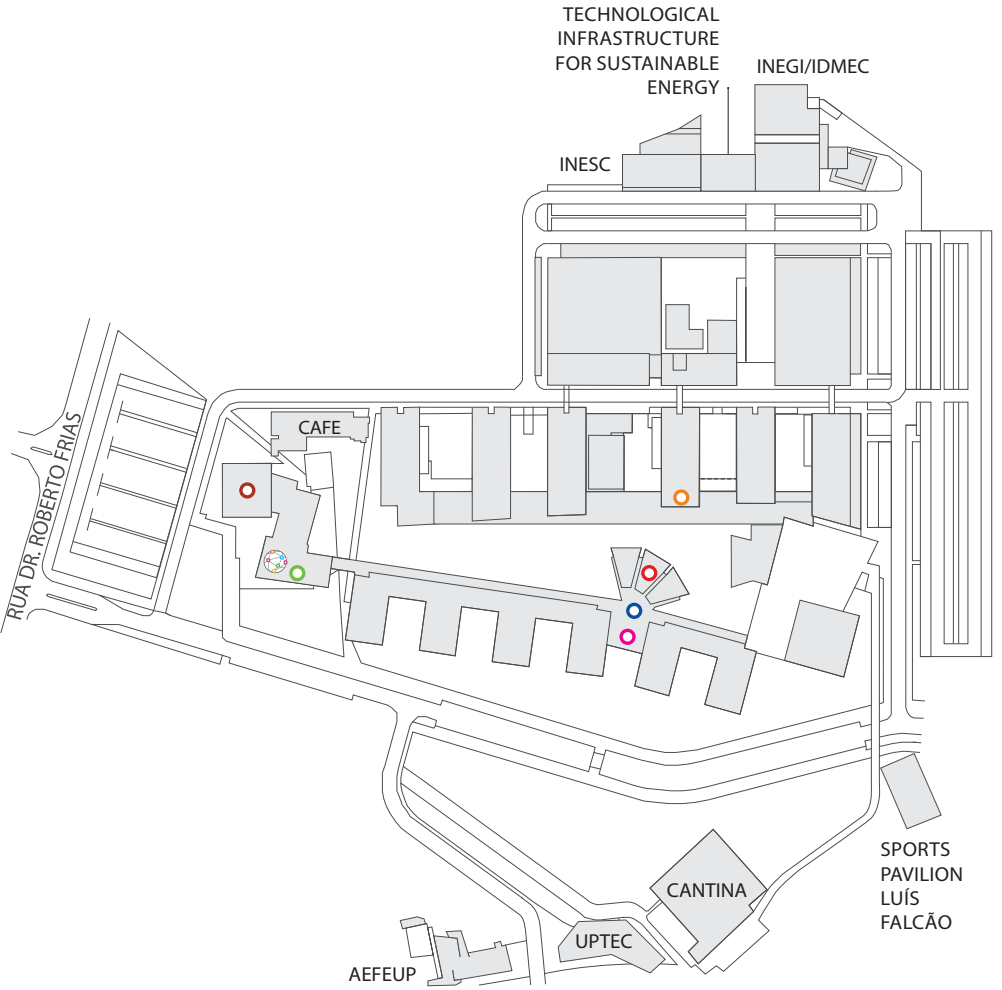 TECHNOLOGICAL
INFRASTRUCTURE
FOR SUSTAINABLE
ENERGY
INEGI/IDMEC
INESC
CAFE
RUA DR. ROBERTO FRIAS
CANTINA
SPORTS
PAVILION
LUÍS
FALCÃO
UPTEC
AEFEUP